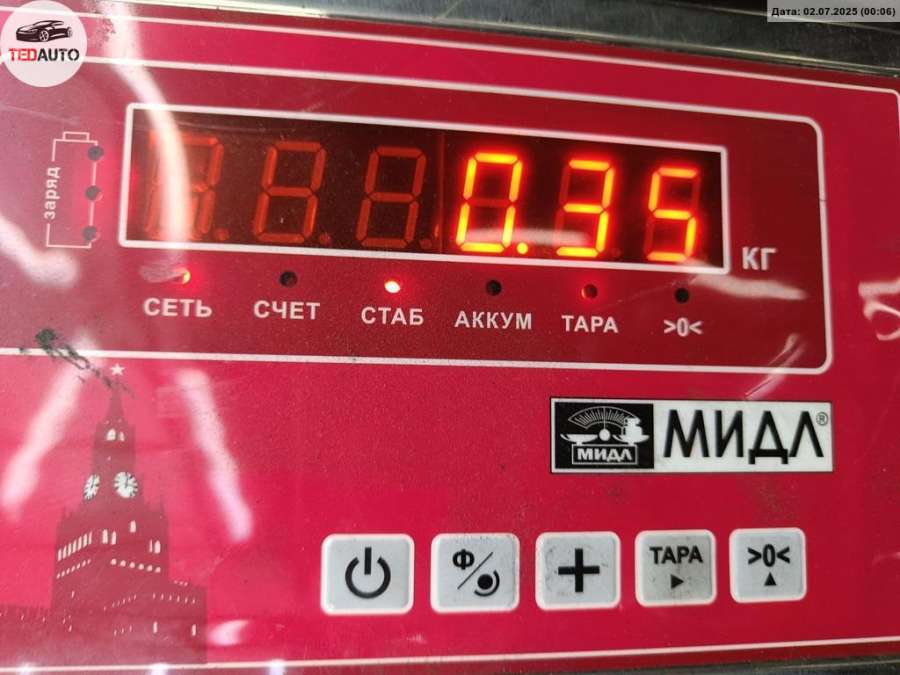 TEDAUTO
Дата: 02.07.2025 (00:06)
заряд
0.35
КГ
СЕТЬ СЧЕТ СТАБ АККУМ ТАРА >0<
МИДЛ
МИДЛ®
Ф
ТАРА
>0<